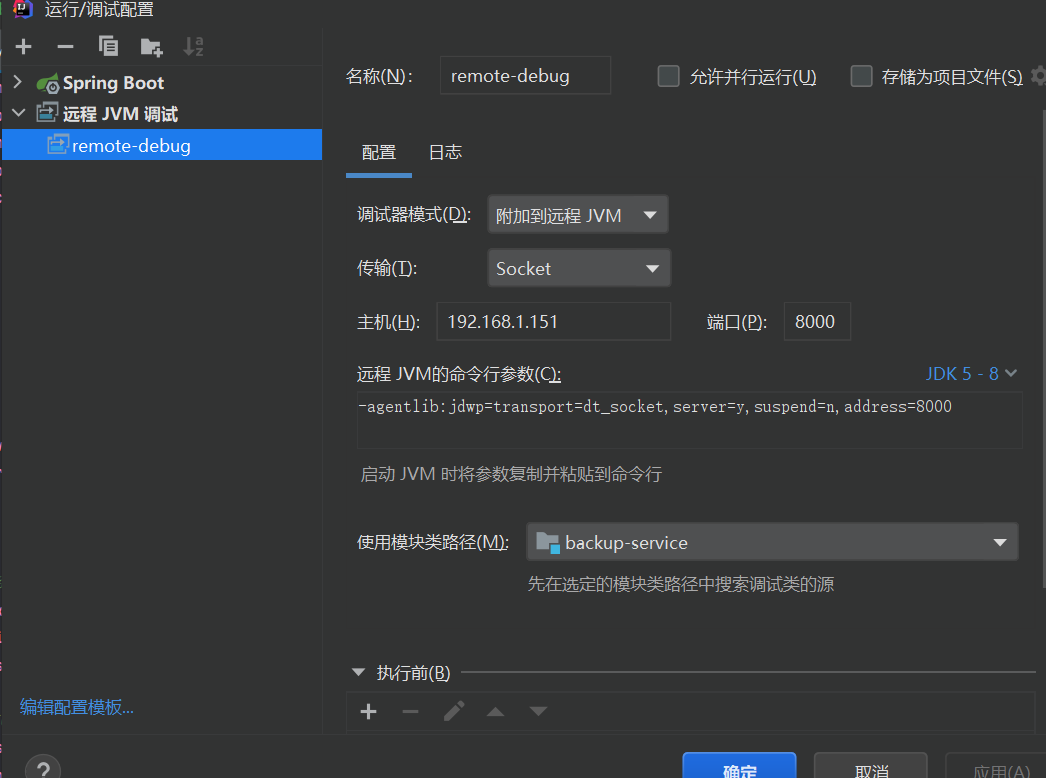 运行/调试配置
Spring Boot
远程 JVM 调试
remote-debug
编辑配置模板...
名称(N):
remote-debug
允许并行运行(U)
存储为项目文件(S)
配置
日志
调试器模式(D):
附加到远程 JVM
传输(T):
Socket
主机(H):
192.168.1.151
端口(P):
8000
远程 JVM的命令行参数(C):
JDK 5 - 8
-agentlib:jdwp=transport=dt_socket,server=y,suspend=n,address=8000
启动 JVM 时将参数复制并粘贴到命令行
使用模块类路径(M):
backup-service
先在选定的模块类路径中搜索调试类的源
执行前(B)
?
确定
取消
应用(A)